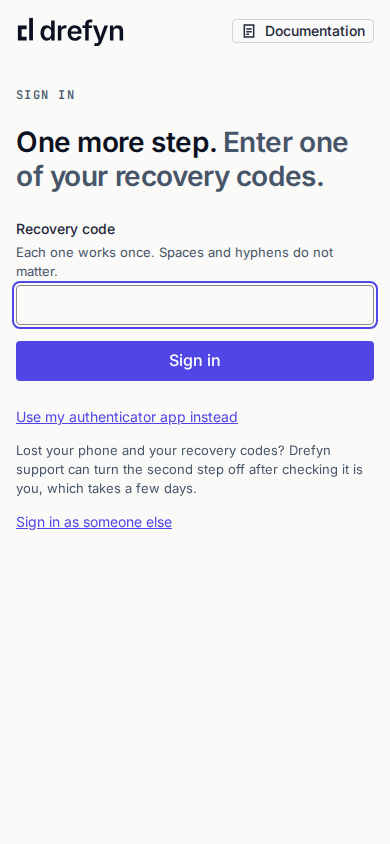 drefyn
Documentation
SIGN IN
One more step. Enter one
of your recovery codes.
Recovery code
Each one works once. Spaces and hyphens do not
matter.
Sign in
Use my authenticator app instead
Lost your phone and your recovery codes? Drefyn
support can turn the second step off after checking it is
you, which takes a few days.
Sign in as someone else